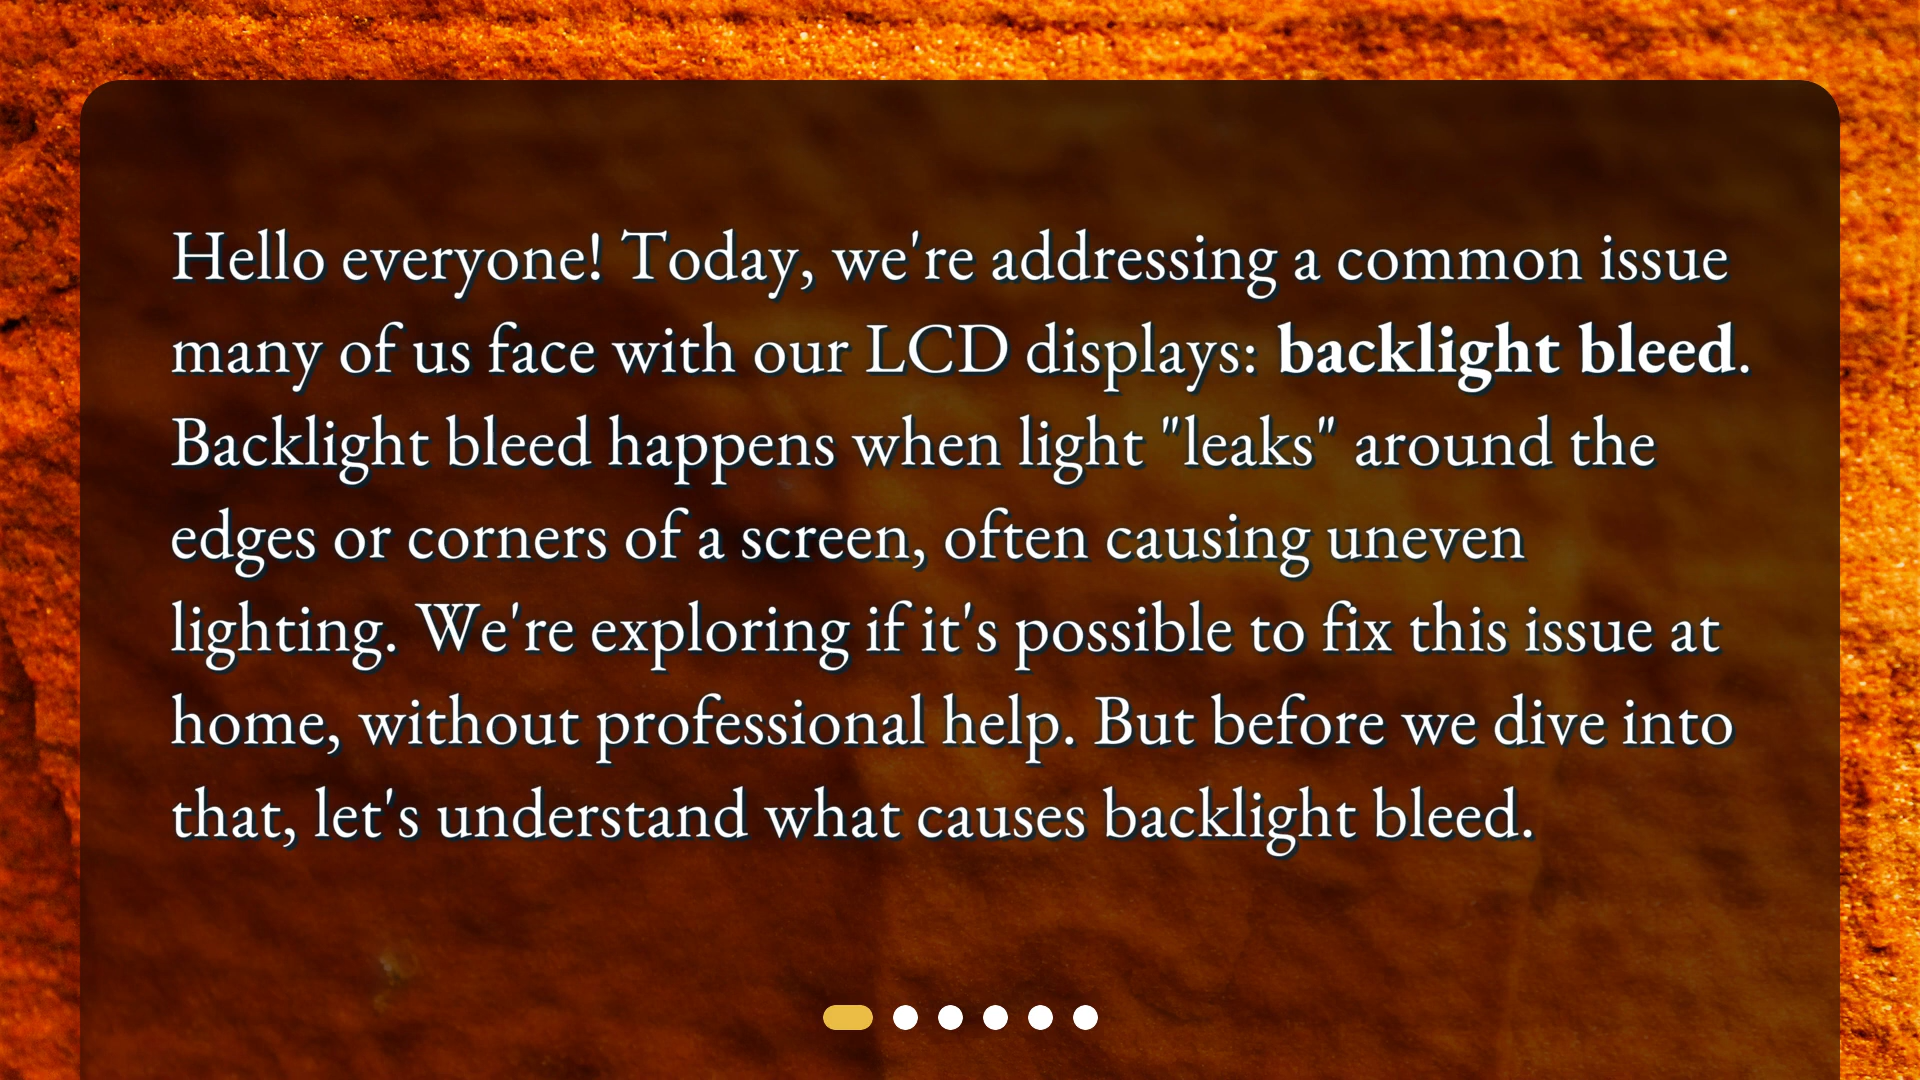 Hello everyone! Today, we're addressing a common issue
many of us face with our LCD displays: backlight bleed.
Backlight bleed happens when light "leaks" around the
edges or corners of a screen, often causing uneven
lighting. We're exploring if it's possible to fix this issue at
home, without professional help. But before we dive into
that, let's understand what causes backlight bleed.